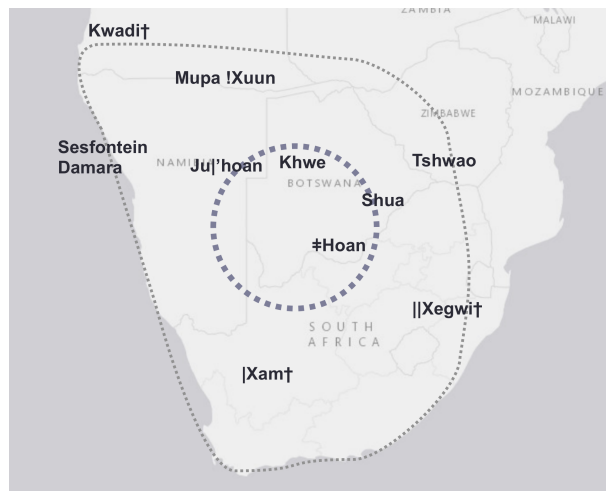 ZAMBIA
MALAWI
Kwadi†
Mupa !Xuun
MOZAMBIQUE
ZIMBABWE
Sesfontein
Damara
NAMIBIA
Ju|’hoan
Khwe
Tshwao
BOTSWANA
Shua
ǂHoan
||Xegwi†
SOUTH
AFRICA
|Xam†